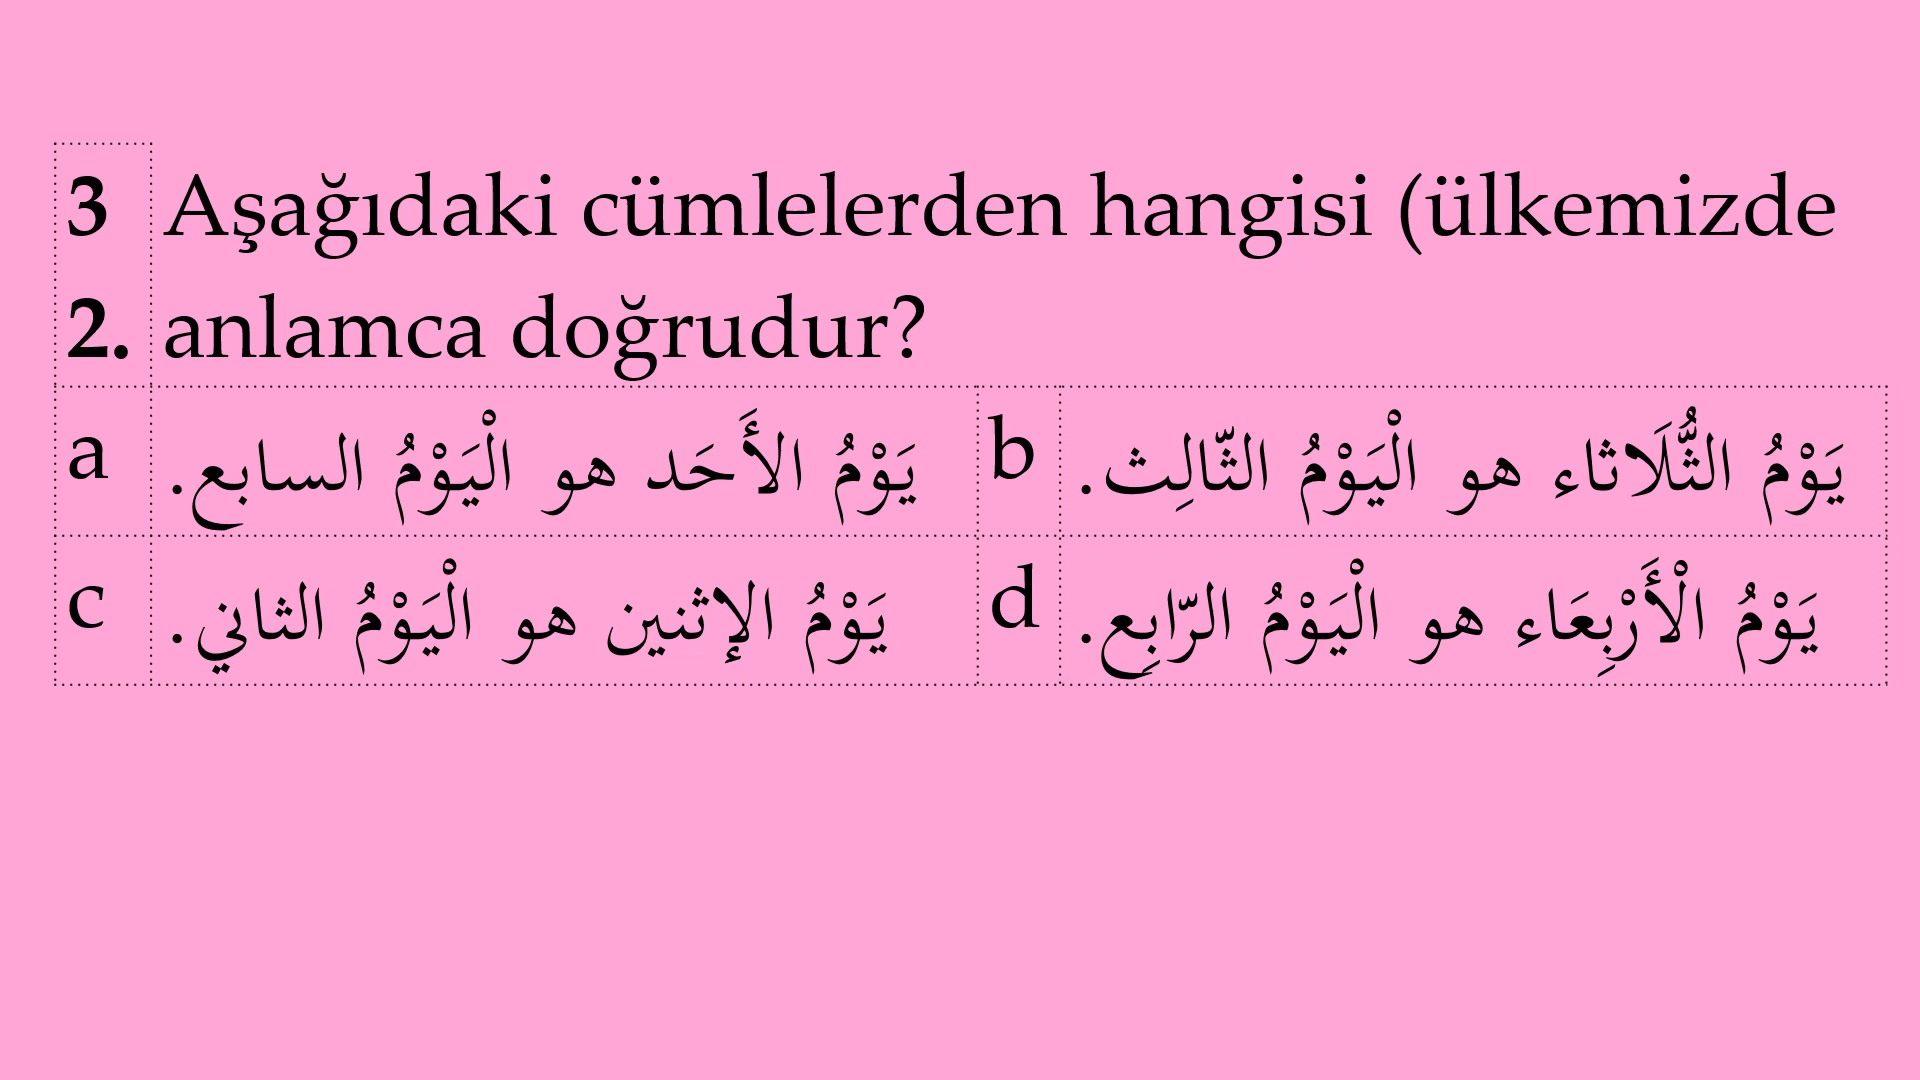 3 Aşağıdaki cümlelerden hangisi (ülkemizde
2. anlamca doğrudur?
a يَوْمُ الأَحَد هو الْيَوْمُ السابع. b يَوْمُ الثُّلَاثاء هو الْيَوْمُ الثّالِث.
c يَوْمُ الإثنين هو الْيَوْمُ الثاني. d يَوْمُ الْأَرْبِعَاء هو الْيَوْمُ الرّابِع.